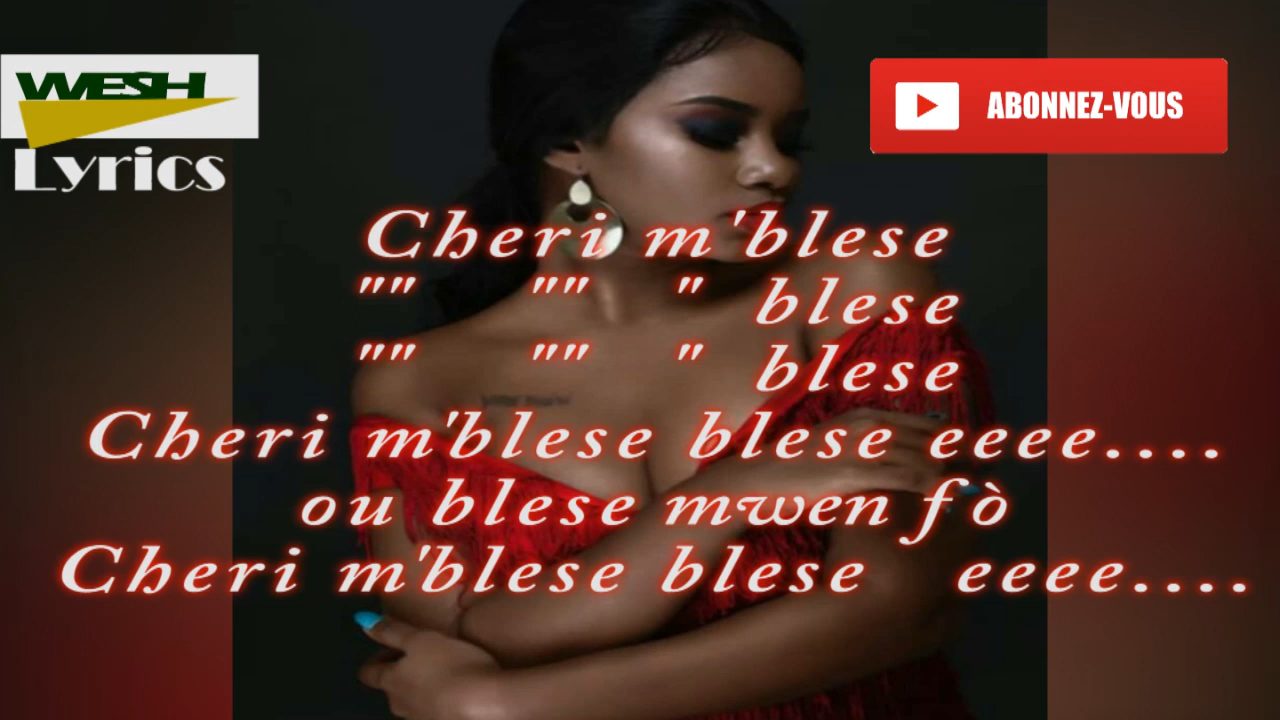 WESH
Lyrics
ABONNEZ-VOUS
Cheri m'blese
"" "" " blese
"" "" " blese
Cheri m'blese blese eeee....
ou blese mwen fò
Cheri m'blese blese eeee....